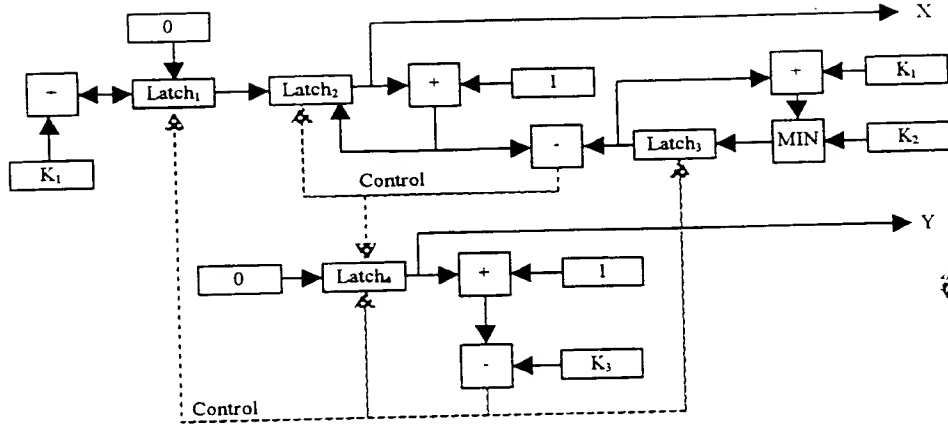 0
X
+
Latch₁
Latch₂
+
1
+
K₁
K₁
-
Latch₃
MIN
K₂
Control
Y
0
Latch₄
+
1
-
K₃
Control